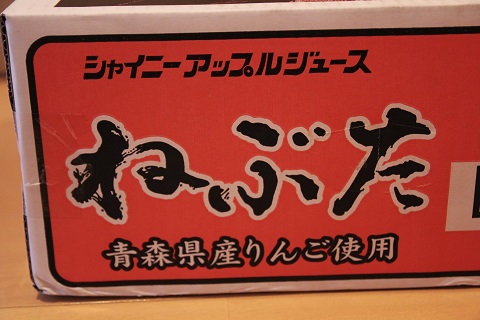 シャイニーアップルジュース
ねぶた
青森県産りんご使用